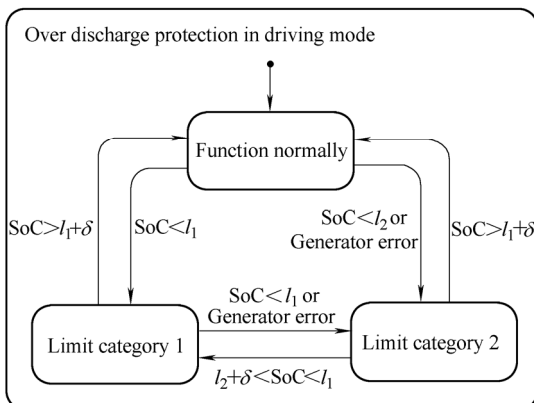 Over discharge protection in driving mode
Function normally
SoC>l₁+δ
SoC<l₁
SoC<l₂ or
Generator error
SoC>l₁+δ
SoC<l₁ or
Generator error
Limit category 1
Limit category 2
l₂+δ<SoC<l₁